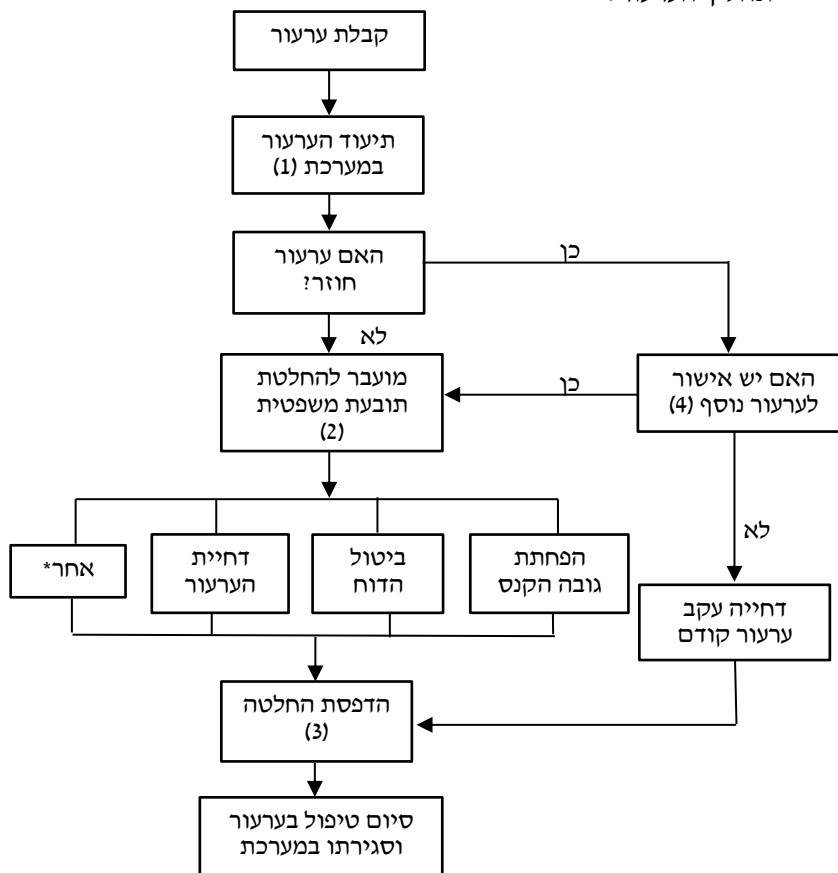 קבלת ערעור
תיעוד הערעור
במערכת (1)
האם ערעור
חוזר?
כן
לא
מועבר להחלטת
תובעת משפטית
(2)
כן
האם יש אישור
לערעור נוסף (4)
לא
הפחתת
גובה הקנס
ביטול
הדוח
דחיית
הערעור
אחר*
דחייה עקב
ערעור קודם
הדפסת החלטה
(3)
סיום טיפול בערעור
וסגירתו במערכת